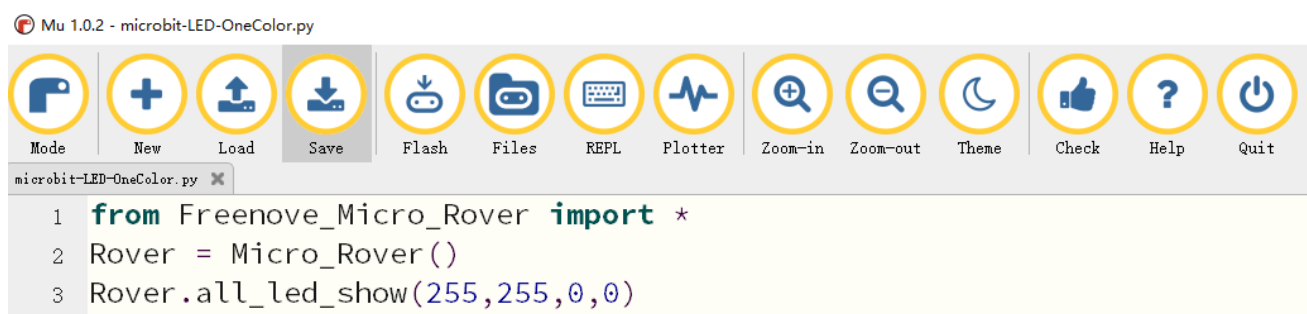 Mu 1.0.2 - microbit-LED-OneColor.py
Mode New Load Save Flash Files REPL Plotter Zoom-in Zoom-out Theme Check Help Quit
microbit-LED-OneColor.py
1 from Freenove_Micro_Rover import *
2 Rover = Micro_Rover()
3 Rover.all_led_show(255,255,0,0)